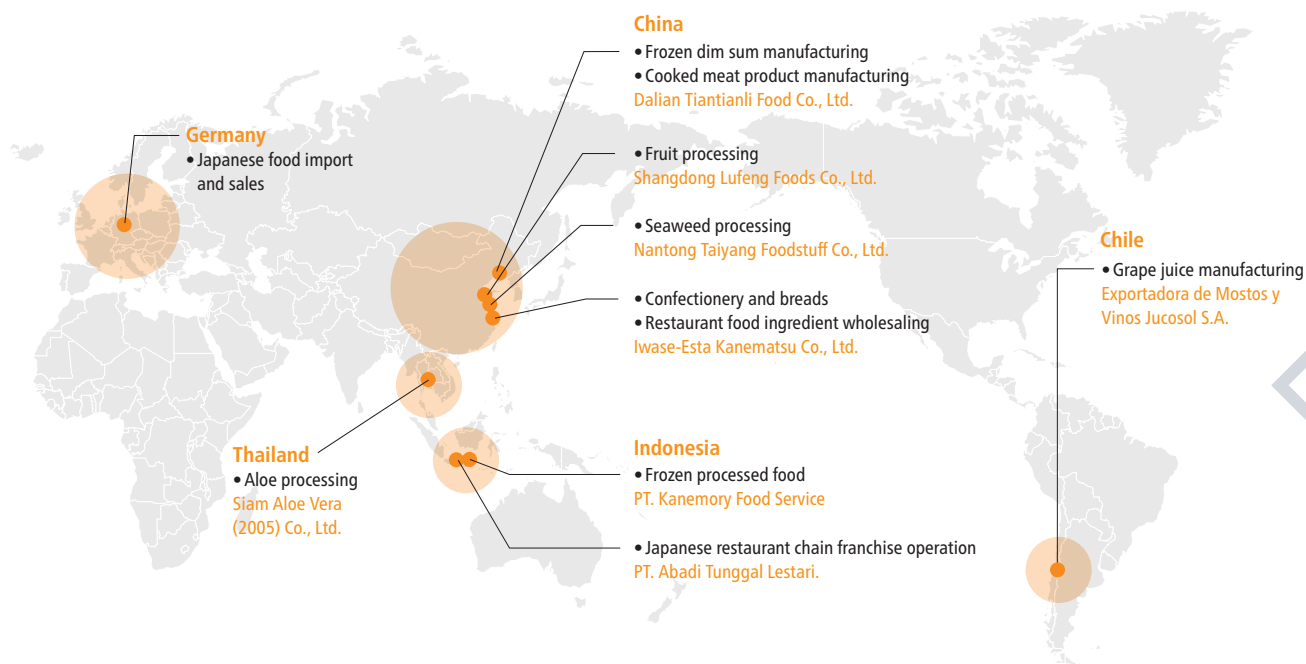 China
• Frozen dim sum manufacturing
• Cooked meat product manufacturing
Dalian Tiantianli Food Co., Ltd.
Germany
• Japanese food import
and sales
• Fruit processing
Shangdong Lufeng Foods Co., Ltd.
• Seaweed processing
Nantong Taiyang Foodstuff Co., Ltd.
Chile
• Grape juice manufacturing
Exportadora de Mostos y
Vinos Jucosol S.A.
• Confectionery and breads
• Restaurant food ingredient wholesaling
Iwase-Esta Kanematsu Co., Ltd.
Thailand
• Aloe processing
Siam Aloe Vera
(2005) Co., Ltd.
Indonesia
• Frozen processed food
PT. Kanemory Food Service
• Japanese restaurant chain franchise operation
PT. Abadi Tunggal Lestari.